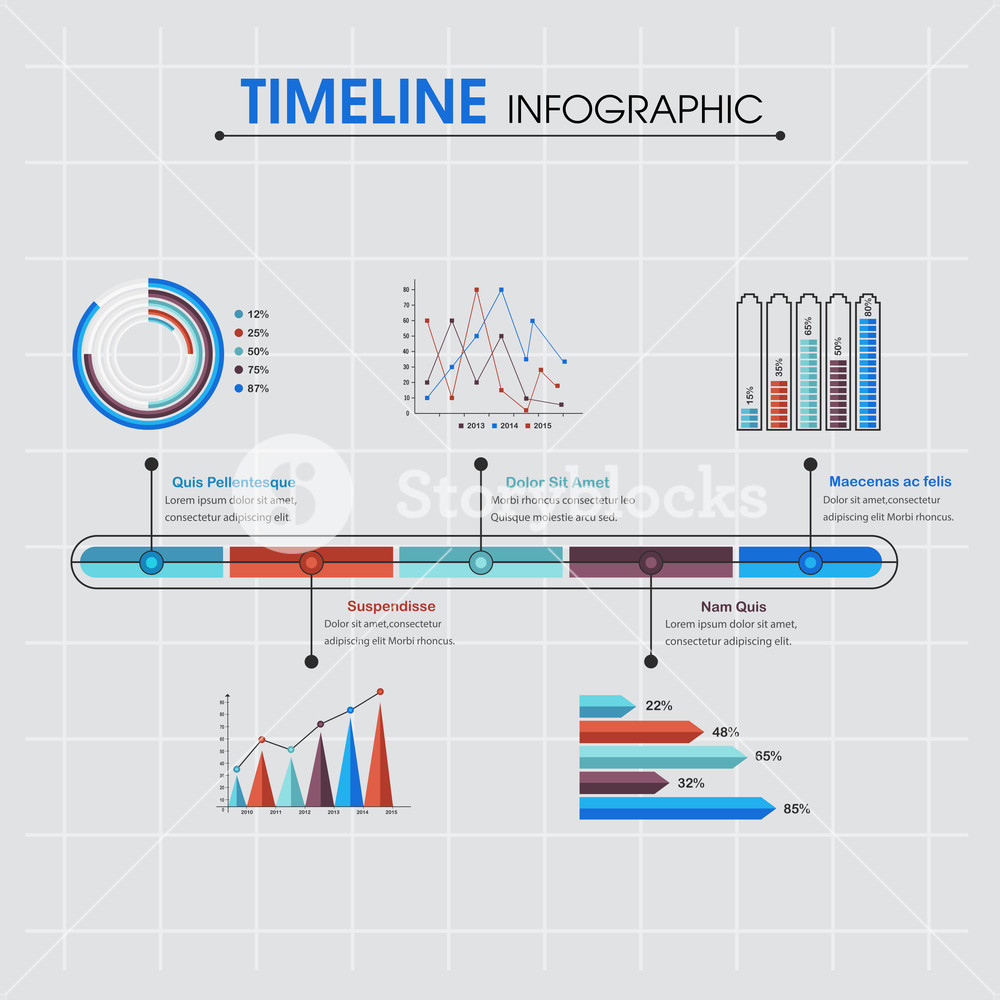 TIMELINE INFOGRAPHIC
12%
25%
50%
75%
87%
80
70
60
50
40
30
20
10
0
2013 2014 2015
15%
35%
65%
50%
80%
Quis Pellentesque
Lorem ipsum dolor sit amet,
consectetur adipiscing elit.
Dolor Sit Amet
Morbi rhoncus consectetur leo
Quisque molestie arcu sed.
Maecenas ac felis
Dolor sit amet,consectetur
adipiscing elit Morbi rhoncus.
Storyblocks
Suspendisse
Dolor sit amet,consectetur
adipiscing elit Morbi rhoncus.
Nam Quis
Lorem ipsum dolor sit amet,
consectetur adipiscing elit.
90
80
70
60
50
40
30
20
10
0
2010 2011 2012 2013 2014 2015
22%
48%
65%
32%
85%